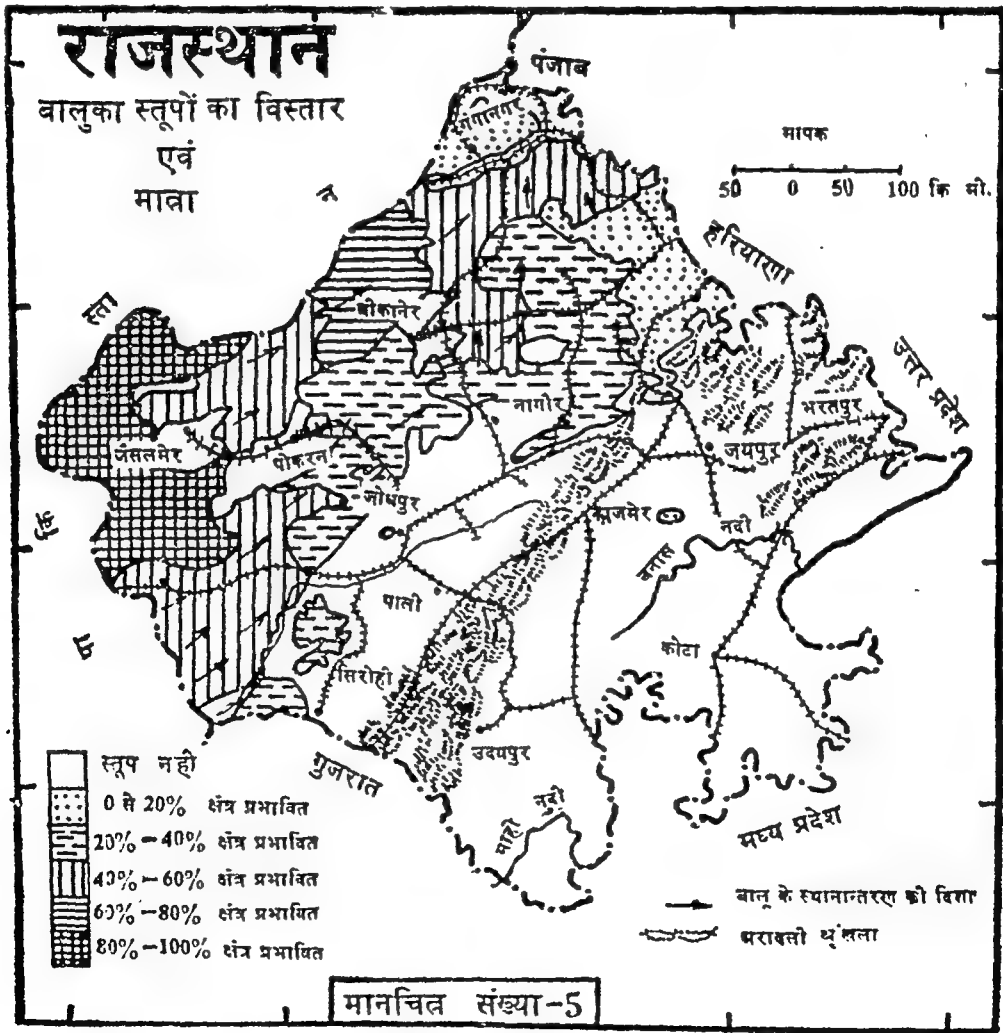 राजस्थान
बालुका स्तूपों का विस्तार
एवं
मात्रा
पंजाब
गंगानगर
मापक
50 0 50 100 कि मी.
हरियाणा
उत्तर प्रदेश
पा कि स्ता न
बीकानेर
नागोर
भरतपुर
जयपुर
जैसलमेर
पोकरन
जोधपुर
अजमेर
नदी
बनास
पाली
कोटा
सिरोही
उदयपुर
गुजरात
माही नदी
मध्य प्रदेश
स्तूप नही
0 से 20% क्षेत्र प्रभावित
20%-40% क्षेत्र प्रभावित
40%-60% क्षेत्र प्रभावित
60%-80% क्षेत्र प्रभावित
80%-100% क्षेत्र प्रभावित
बालू के स्थानान्तरण की दिशा
अरावली श्रृंखला
मानचित्र संख्या-5